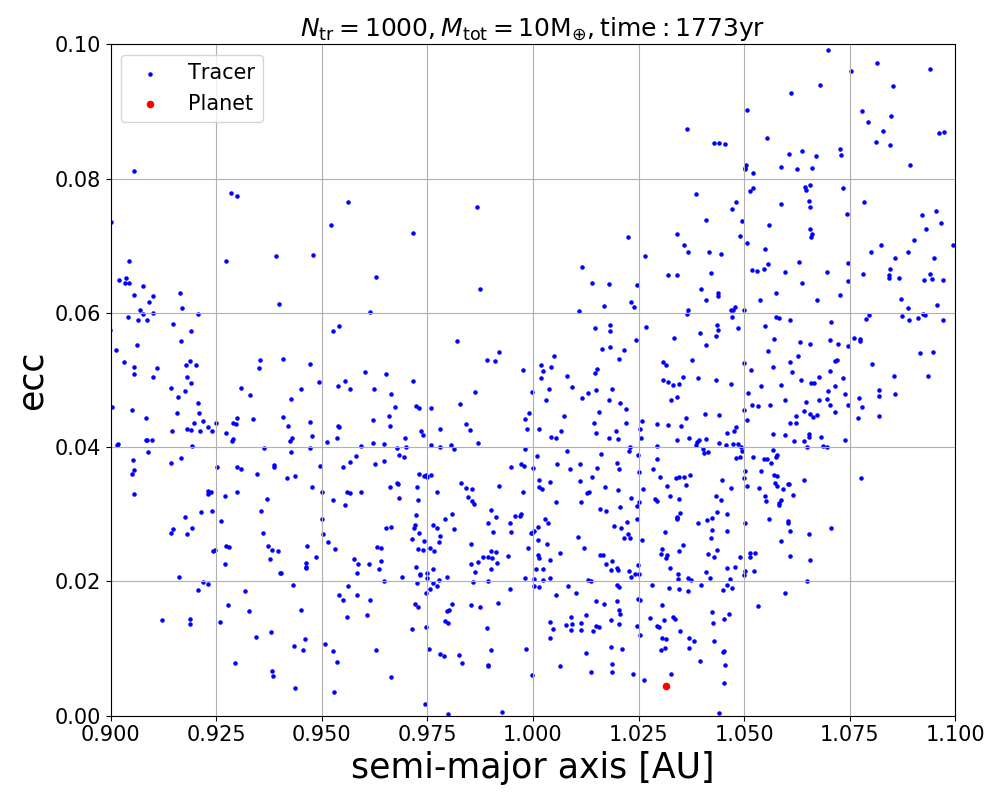 N_tr = 1000, M_tot = 10M_⊕, time : 1773yr
0.10
Tracer
Planet
0.08
0.06
ecc
0.04
0.02
0.00
0.900 0.925 0.950 0.975 1.000 1.025 1.050 1.075 1.100
semi-major axis [AU]